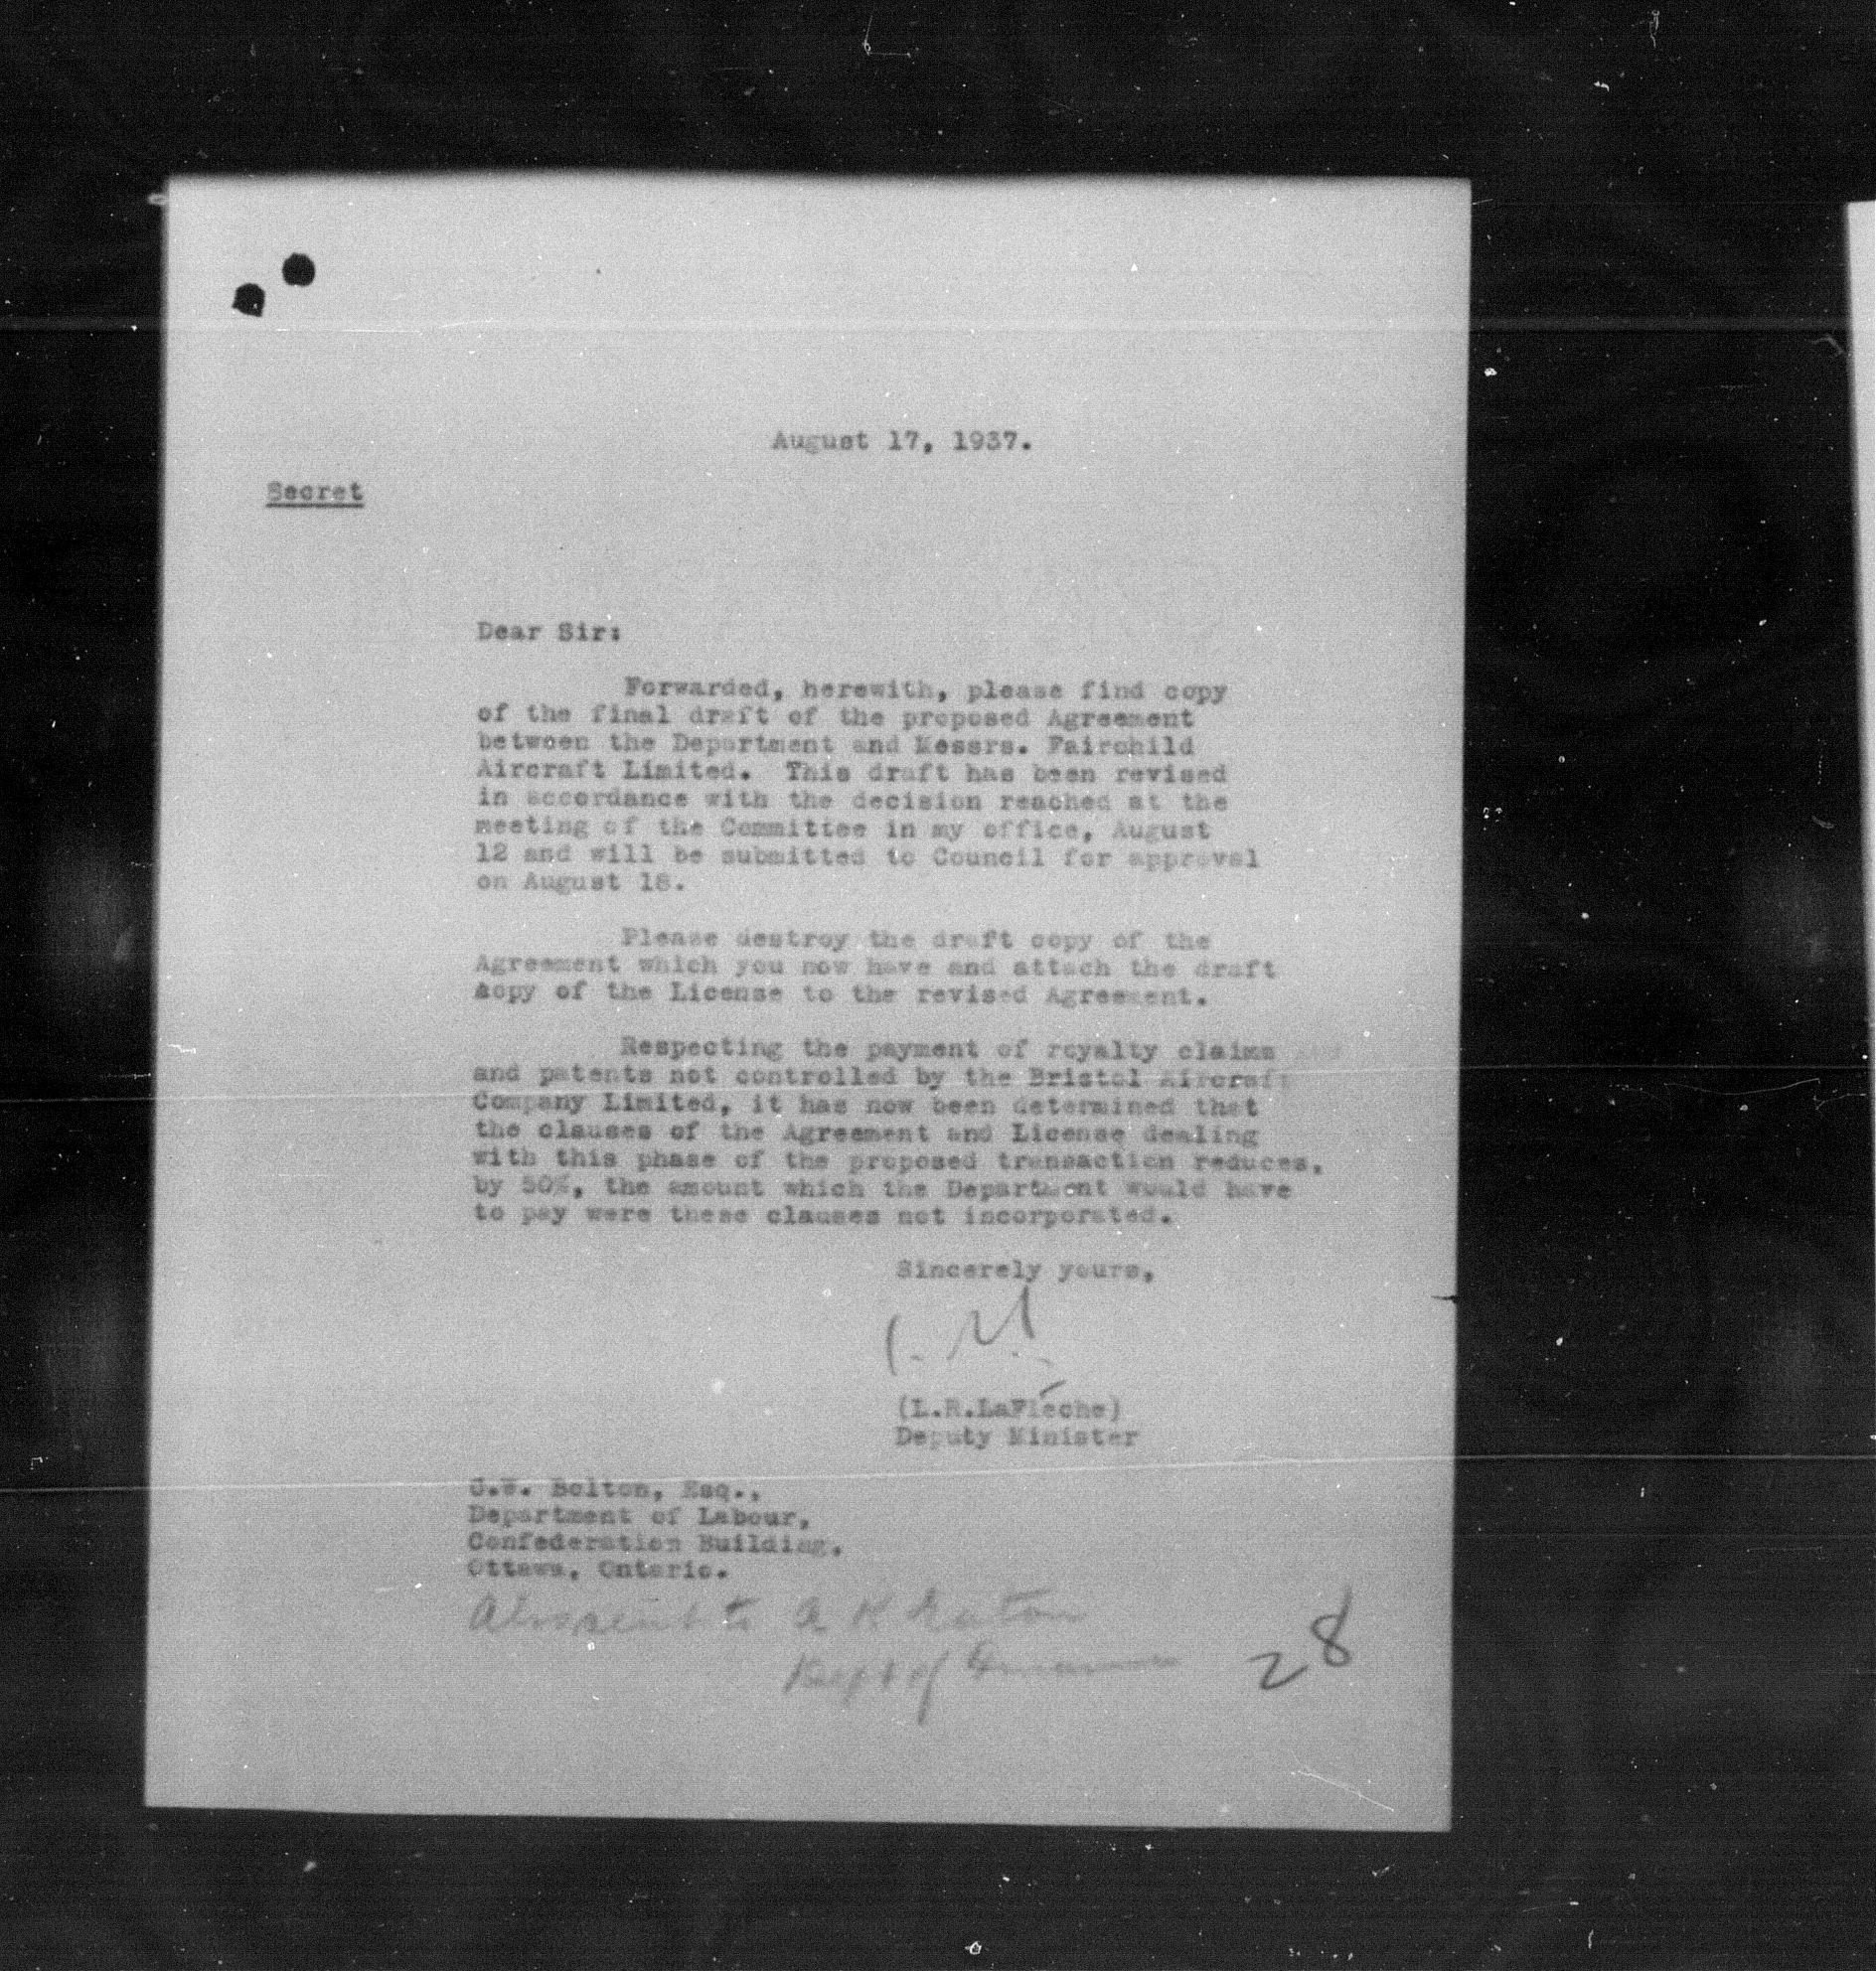 August 17, 1937.
Secret
Dear Sir:
Forwarded, herewith, please find copy
of the final draft of the proposed Agreement
between the Department and Messrs. Fairchild
Aircraft Limited. This draft has been revised
in accordance with the decision reached at the
meeting of the Committee in my office, August
12 and will be submitted to Council for approval
on August 18.
Please destroy the draft copy of the
Agreement which you now have and attach the draft
copy of the License to the revised Agreement.
Respecting the payment of royalty claims
and patents not controlled by the Bristol Aircraft
Company Limited, it has now been determined that
the clauses of the Agreement and License dealing
with this phase of the proposed transaction reduces,
by 50%, the amount which the Department would have
to pay were these clauses not incorporated.
Sincerely yours,
(L.R.LaFléche)
Deputy Minister
Bolton, Esq.,
Department of Labour,
Confederation Building,
Ottawa, Ontario.
Also sent to A K Eaton
Dept of Finance
28